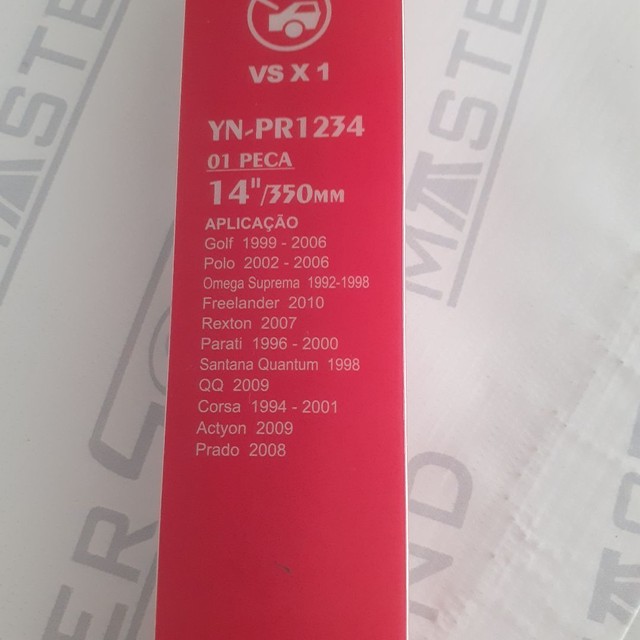 VS X 1
YN-PR1234
01 PECA
14"/350MM
APLICAÇÃO
Golf 1999 - 2006
Polo 2002 - 2006
Omega Suprema 1992-1998
Freelander 2010
Rexton 2007
Parati 1996 - 2000
Santana Quantum 1998
QQ 2009
Corsa 1994 - 2001
Actyon 2009
Prado 2008